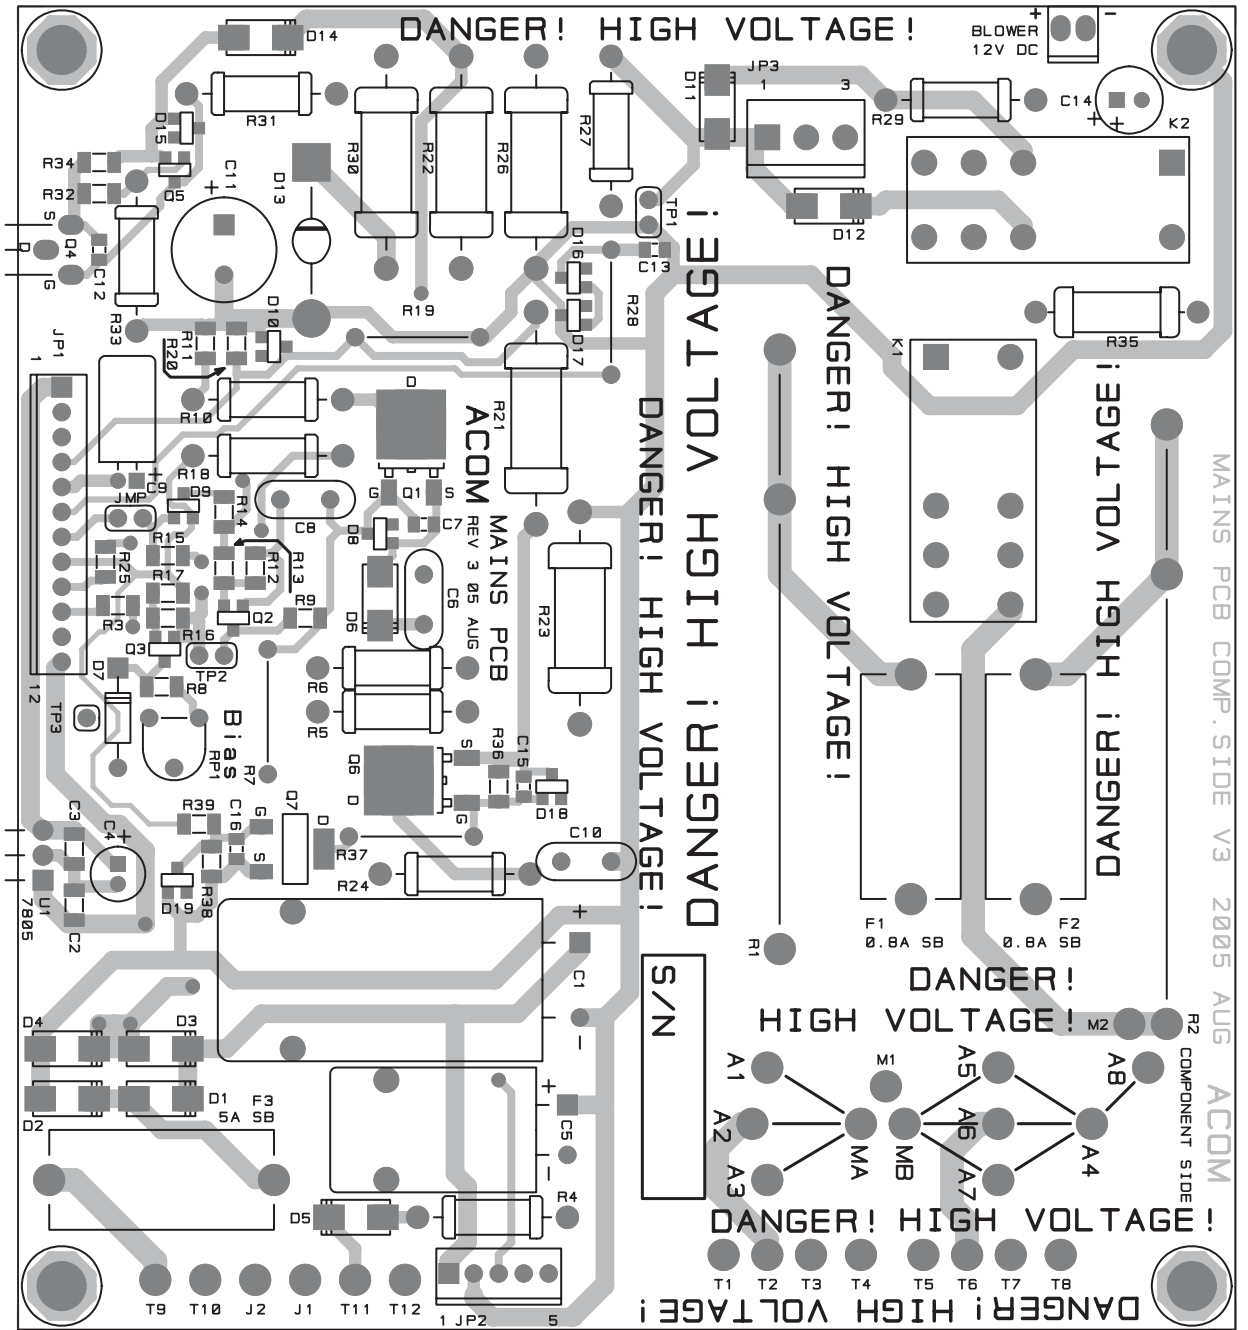 DANGER! HIGH VOLTAGE!
+ -
BLOWER
12V DC
D14
JP3
1 3
D11
C14
+ +
K2
R31
R30
R22
R26
R27
R29
D15
R34
R32
Q5
C11
+
D13
TP1
D12
S
D
G
Q4
C12
R33
D16
C13
R19
R28
D17
D10
R11
R20
R35
K1
JP1
1
12
R10
R18
D
R21
ACOM
MAINS PCB
REV 3 05 AUG
C9
+
JMP
D9
R14
C8
G Q1 S
D8
C7
R15
R25
R17
R12
R13
R3
R16
Q2
R9
D6
C6
R23
Q3
TP2
D7
R8
R6
R5
TP3
Bias
RP1
R7
Q6
D
S
G
R36
C15
D18
R39
C16
G
S
Q7
D
R37
C10
C3
C4
+
R24
U1
7805
C2
D19
R38
DANGER! HIGH VOLTAGE!
DANGER! HIGH VOLTAGE!
DANGER! HIGH VOLTAGE!
DANGER! HIGH VOLTAGE!
MAINS PCB COMP.SIDE V3 2005 AUG ACOM
F1
0.8A SB
F2
0.8A SB
R1
+
C1
-
S/N
DANGER!
HIGH VOLTAGE!
M2
R2
D4
D3
D1
D2
F3
5A SB
+
C5
-
A1
A2
A3
MA
M1
MB
A5
A6
A7
A8
A4
COMPONENT SIDE
D5
R4
DANGER! HIGH VOLTAGE!
T1 T2 T3 T4 T5 T6 T7 T8
T9 T10 J2 J1 T11 T12
1 JP2 5
DANGER! HIGH VOLTAGE!